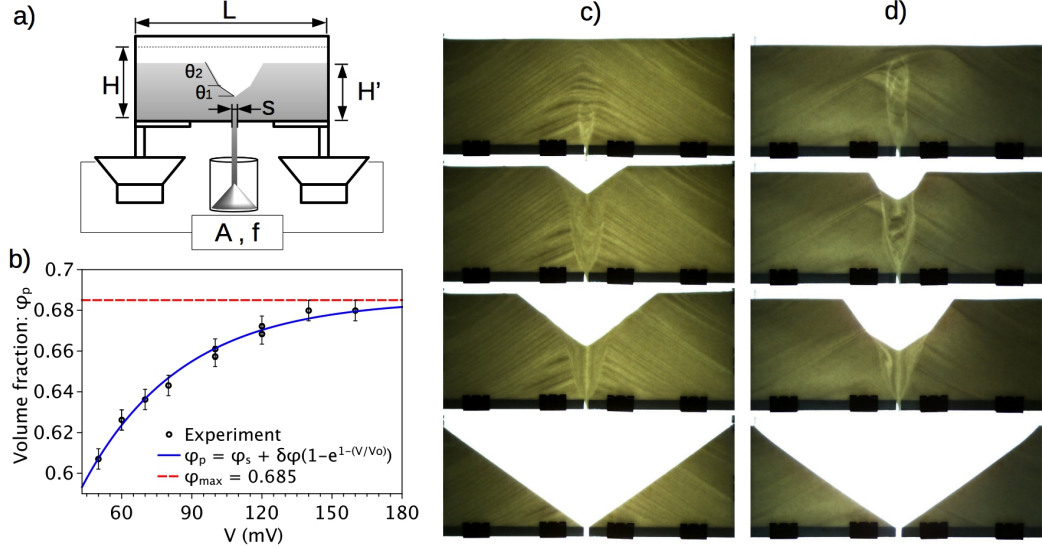 a)
L
H
θ2
θ1
H'
S
A , f
b)
0.7
0.68
0.66
0.64
0.62
0.6
Volume fraction: φp
Experiment
φp = φs + δφ(1-e1-(V/Vo))
φmax = 0.685
60
90
120
150
180
V (mV)
c)
d)